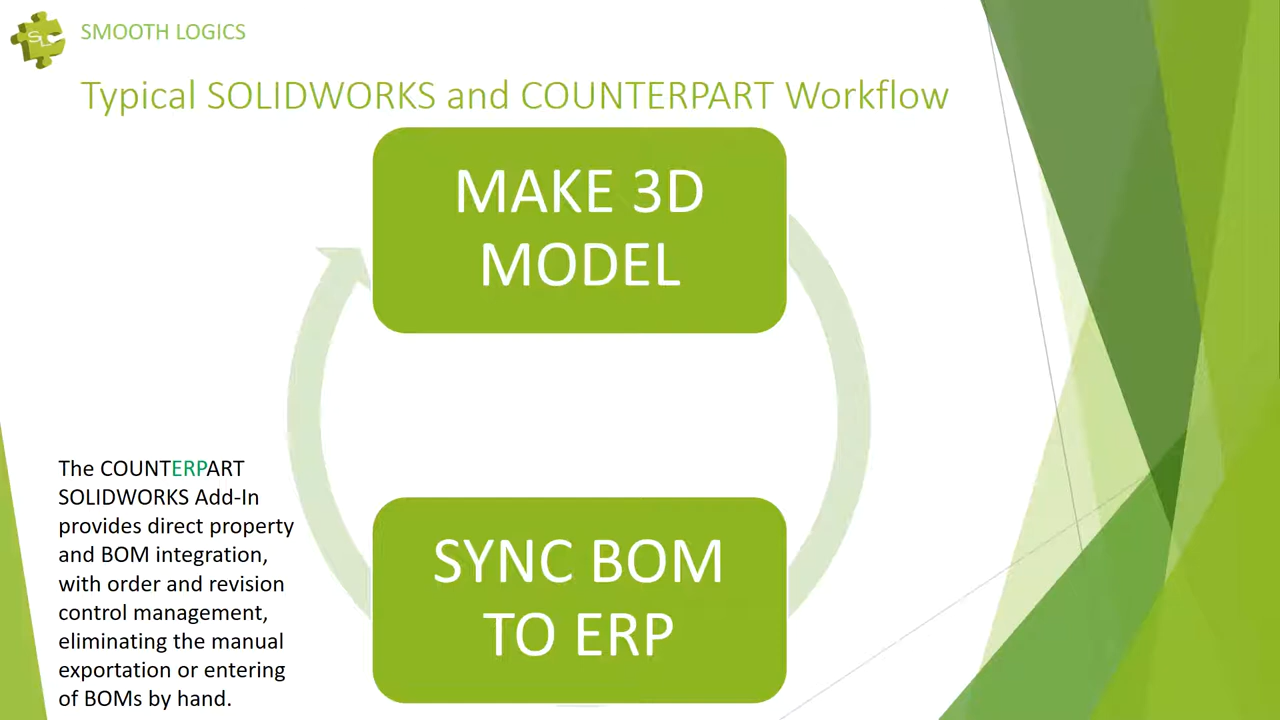 SL
SMOOTH LOGICS
Typical SOLIDWORKS and COUNTERPART Workflow
MAKE 3D
MODEL
The COUNTERPART
SOLIDWORKS Add-In
provides direct property
and BOM integration,
with order and revision
control management,
eliminating the manual
exportation or entering
of BOMs by hand.
SYNC BOM
TO ERP